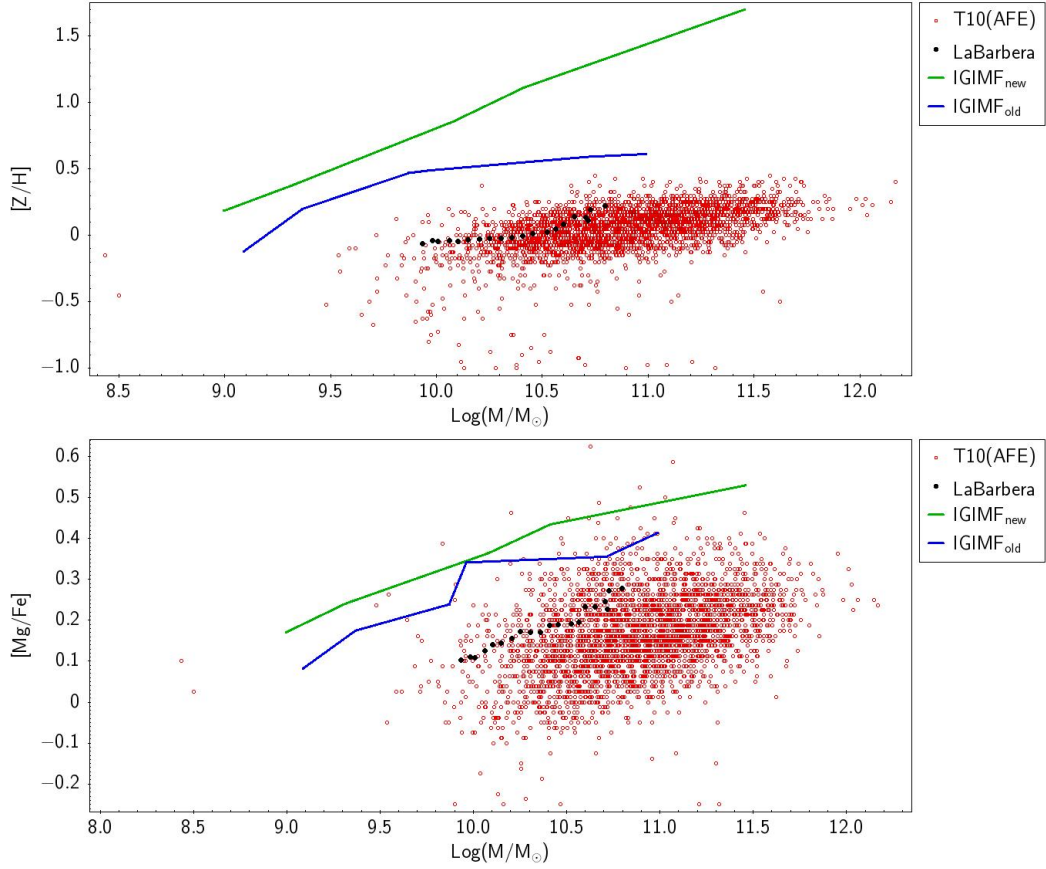 1.5
1.0
0.5
0
−0.5
−1.0
[Z/H]
8.5 9.0 9.5 10.0 10.5 11.0 11.5 12.0
Log(M/M☉)
T10(AFE)
LaBarbera
IGIMFnew
IGIMFold
0.6
0.5
0.4
0.3
0.2
0.1
0
−0.1
−0.2
[Mg/Fe]
8.0 8.5 9.0 9.5 10.0 10.5 11.0 11.5 12.0
Log(M/M☉)
T10(AFE)
LaBarbera
IGIMFnew
IGIMFold